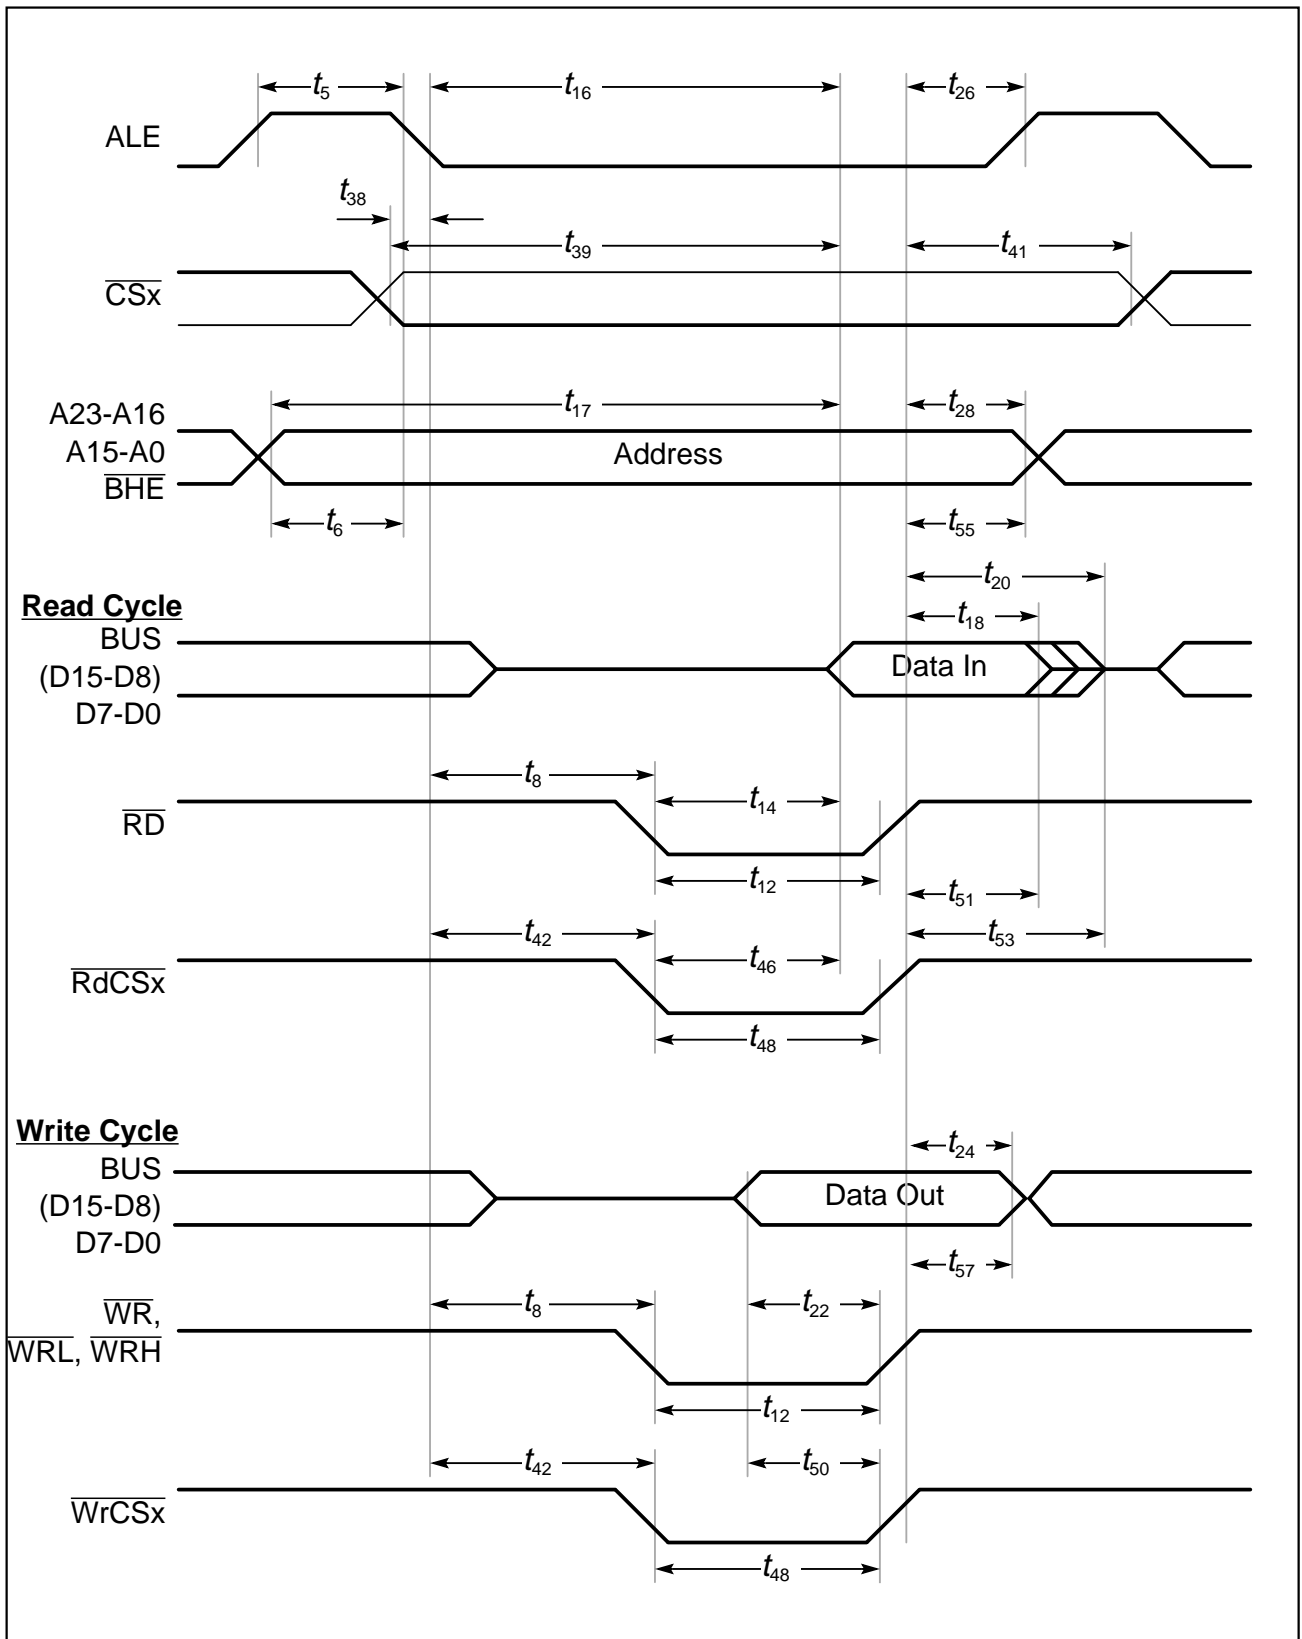 t5 t16 t26
ALE
t38
t39 t41
CSx
t17 t28
A23-A16
A15-A0
BHE
Address
t6 t55
t20
Read Cycle
t18
BUS
(D15-D8)
D7-D0
Data In
t8
t14
RD
t12 t51
t42 t53
t46
RdCSx
t48
Write Cycle
t24
BUS
(D15-D8)
D7-D0
Data Out
t57
t8 t22
WR,
WRL, WRH
t12
t42 t50
WrCSx
t48